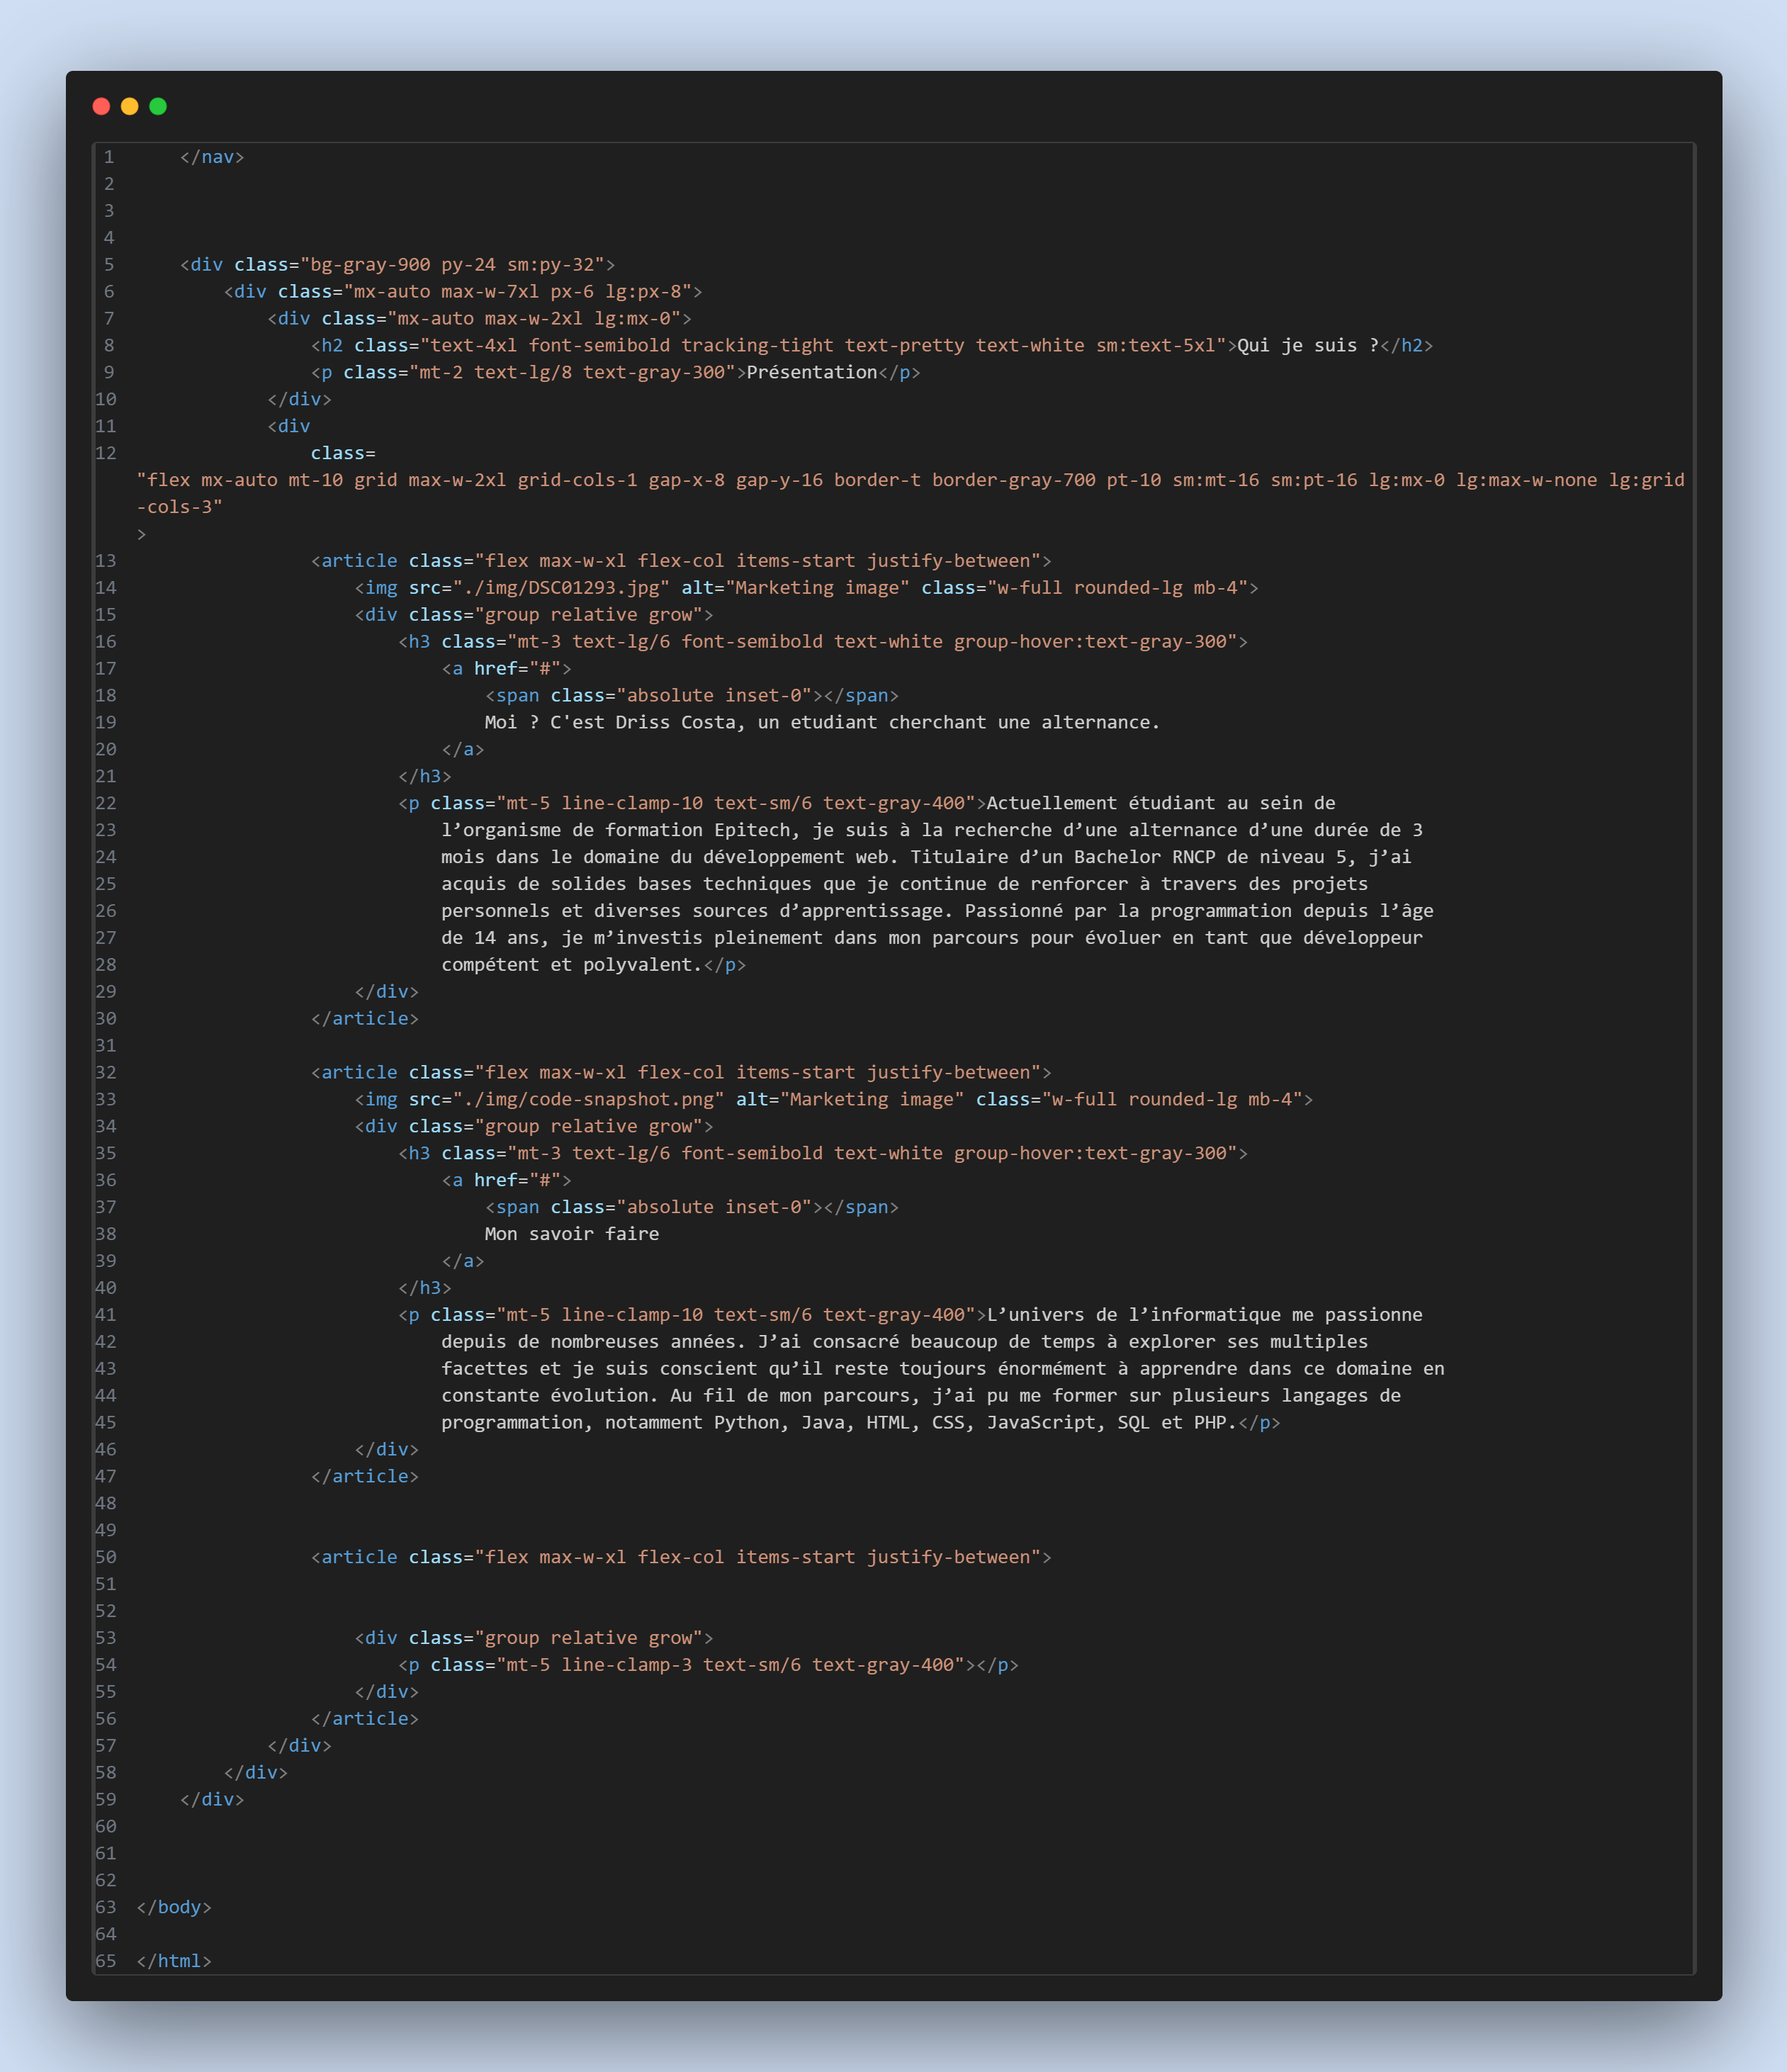 1 </nav>
2
3
4
5 <div class="bg-gray-900 py-24 sm:py-32">
6 <div class="mx-auto max-w-7xl px-6 lg:px-8">
7 <div class="mx-auto max-w-2xl lg:mx-0">
8 <h2 class="text-4xl font-semibold tracking-tight text-pretty text-white sm:text-5xl">Qui je suis ?</h2>
9 <p class="mt-2 text-lg/8 text-gray-300">Présentation</p>
10 </div>
11 <div
12 class=
"flex mx-auto mt-10 grid max-w-2xl grid-cols-1 gap-x-8 gap-y-16 border-t border-gray-700 pt-10 sm:mt-16 sm:pt-16 lg:mx-0 lg:max-w-none lg:grid
-cols-3"
>
13 <article class="flex max-w-xl flex-col items-start justify-between">
14 <img src="./img/DSC01293.jpg" alt="Marketing image" class="w-full rounded-lg mb-4">
15 <div class="group relative grow">
16 <h3 class="mt-3 text-lg/6 font-semibold text-white group-hover:text-gray-300">
17 <a href="#">
18 <span class="absolute inset-0"></span>
19 Moi ? C'est Driss Costa, un etudiant cherchant une alternance.
20 </a>
21 </h3>
22 <p class="mt-5 line-clamp-10 text-sm/6 text-gray-400">Actuellement étudiant au sein de
23 l’organisme de formation Epitech, je suis à la recherche d’une alternance d’une durée de 3
24 mois dans le domaine du développement web. Titulaire d’un Bachelor RNCP de niveau 5, j’ai
25 acquis de solides bases techniques que je continue de renforcer à travers des projets
26 personnels et diverses sources d’apprentissage. Passionné par la programmation depuis l’âge
27 de 14 ans, je m’investis pleinement dans mon parcours pour évoluer en tant que développeur
28 compétent et polyvalent.</p>
29 </div>
30 </article>
31
32 <article class="flex max-w-xl flex-col items-start justify-between">
33 <img src="./img/code-snapshot.png" alt="Marketing image" class="w-full rounded-lg mb-4">
34 <div class="group relative grow">
35 <h3 class="mt-3 text-lg/6 font-semibold text-white group-hover:text-gray-300">
36 <a href="#">
37 <span class="absolute inset-0"></span>
38 Mon savoir faire
39 </a>
40 </h3>
41 <p class="mt-5 line-clamp-10 text-sm/6 text-gray-400">L’univers de l’informatique me passionne
42 depuis de nombreuses années. J’ai consacré beaucoup de temps à explorer ses multiples
43 facettes et je suis conscient qu’il reste toujours énormément à apprendre dans ce domaine en
44 constante évolution. Au fil de mon parcours, j’ai pu me former sur plusieurs langages de
45 programmation, notamment Python, Java, HTML, CSS, JavaScript, SQL et PHP.</p>
46 </div>
47 </article>
48
49
50 <article class="flex max-w-xl flex-col items-start justify-between">
51
52
53 <div class="group relative grow">
54 <p class="mt-5 line-clamp-3 text-sm/6 text-gray-400"></p>
55 </div>
56 </article>
57 </div>
58 </div>
59 </div>
60
61
62
63 </body>
64
65 </html>